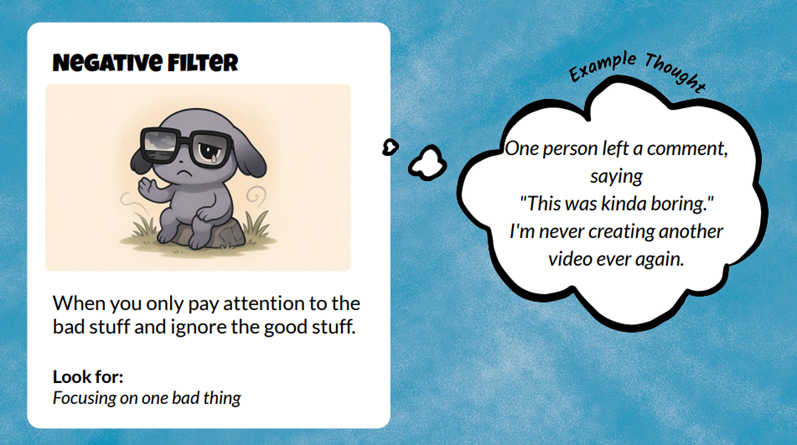 Negative Filter
When you only pay attention to the
bad stuff and ignore the good stuff.
Look for:
Focusing on one bad thing
Example Thought
One person left a comment,
saying
"This was kinda boring."
I'm never creating another
video ever again.